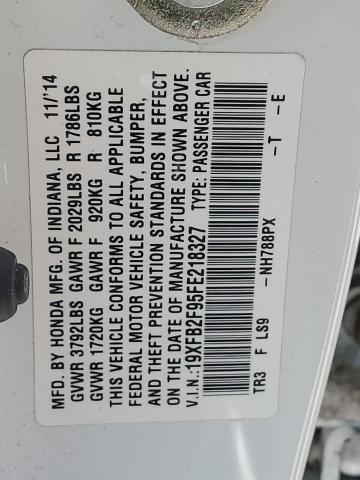 MFD. BY HONDA MFG. OF INDIANA, LLC 11/'14
GVWR 3792LBS GAWR F 2029LBS R 1786LBS
GVWR 1720KG GAWR F 920KG R 810KG
THIS VEHICLE CONFORMS TO ALL APPLICABLE
FEDERAL MOTOR VEHICLE SAFETY, BUMPER,
AND THEFT PREVENTION STANDARDS IN EFFECT
ON THE DATE OF MANUFACTURE SHOWN ABOVE.
V.I.N.:19XFB2F95FE218327 TYPE: PASSENGER CAR
TR3 F LS9 -NH788PX -T -E